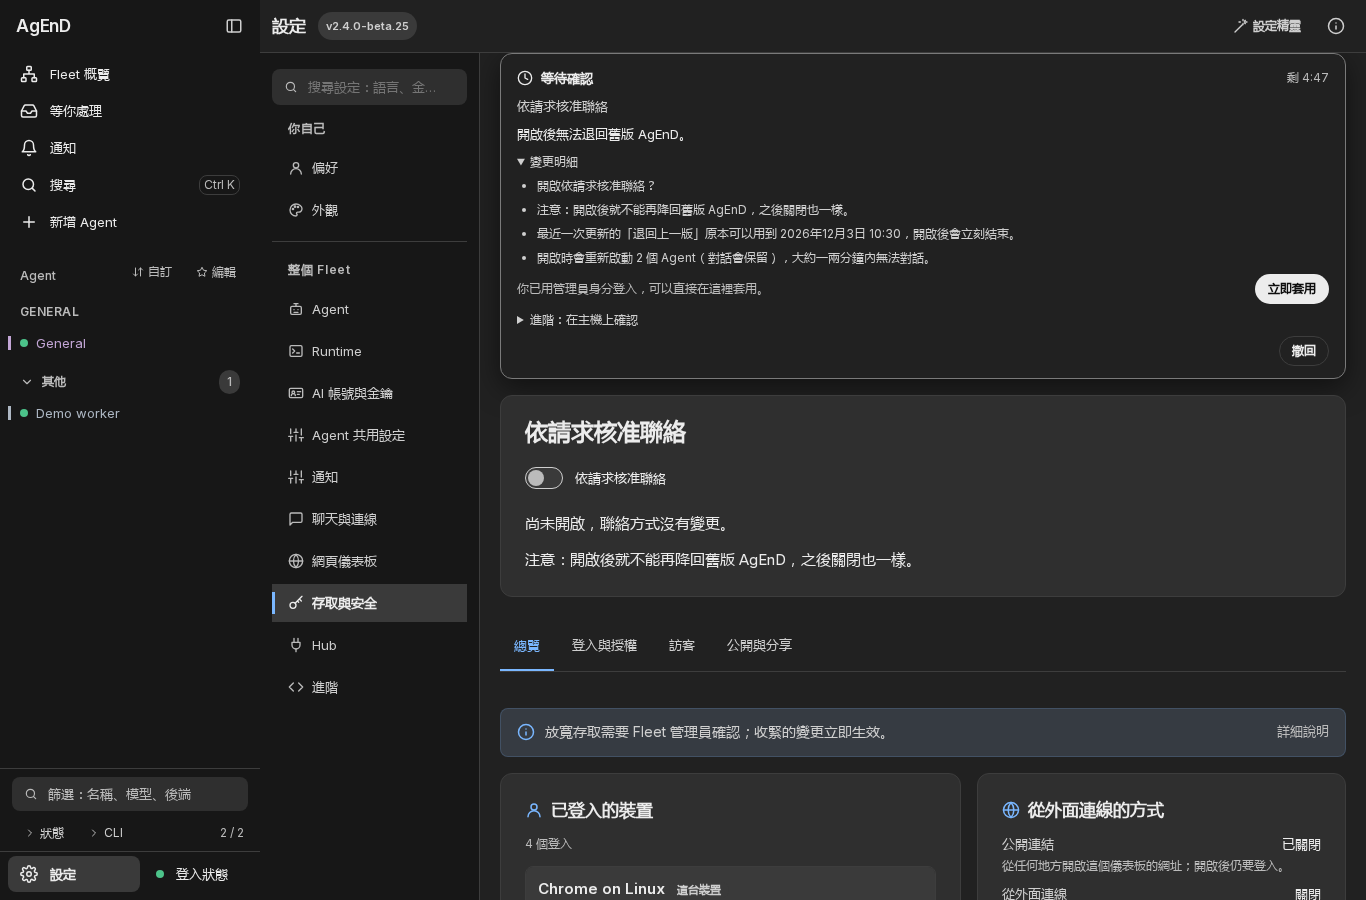 AgEnD
Fleet 概覽
等你處理
通知
搜尋 Ctrl K
新增 Agent
Agent 自訂 編輯
GENERAL
General
其他 1
Demo worker
篩選：名稱、模型、後端
狀態 CLI 2 / 2
設定 登入狀態
設定 v2.4.0-beta.25 設定精靈
搜尋設定：語言、金…
你自己
偏好
外觀
整個 Fleet
Agent
Runtime
AI 帳號與金鑰
Agent 共用設定
通知
聊天與連線
網頁儀表板
存取與安全
Hub
進階
等待確認 剩 4:47
依請求核准聯絡
開啟後無法退回舊版 AgEnD。
變更明細
開啟依請求核准聯絡？
注意：開啟後就不能再降回舊版 AgEnD，之後關閉也一樣。
最近一次更新的「退回上一版」原本可以用到 2026年12月3日 10:30，開啟後會立刻結束。
開啟時會重新啟動 2 個 Agent（對話會保留），大約一兩分鐘內無法對話。
你已用管理員身分登入，可以直接在這裡套用。 立即套用
進階：在主機上確認
撤回
依請求核准聯絡
依請求核准聯絡
尚未開啟，聯絡方式沒有變更。
注意：開啟後就不能再降回舊版 AgEnD，之後關閉也一樣。
總覽 登入與授權 訪客 公開與分享
放寬存取需要 Fleet 管理員確認；收緊的變更立即生效。 詳細說明
已登入的裝置
4 個登入
Chrome on Linux 這台裝置
從外面連線的方式
公開連結 已關閉
從任何地方開啟這個儀表板的網址；開啟後仍要登入。
從外面連線 關閉